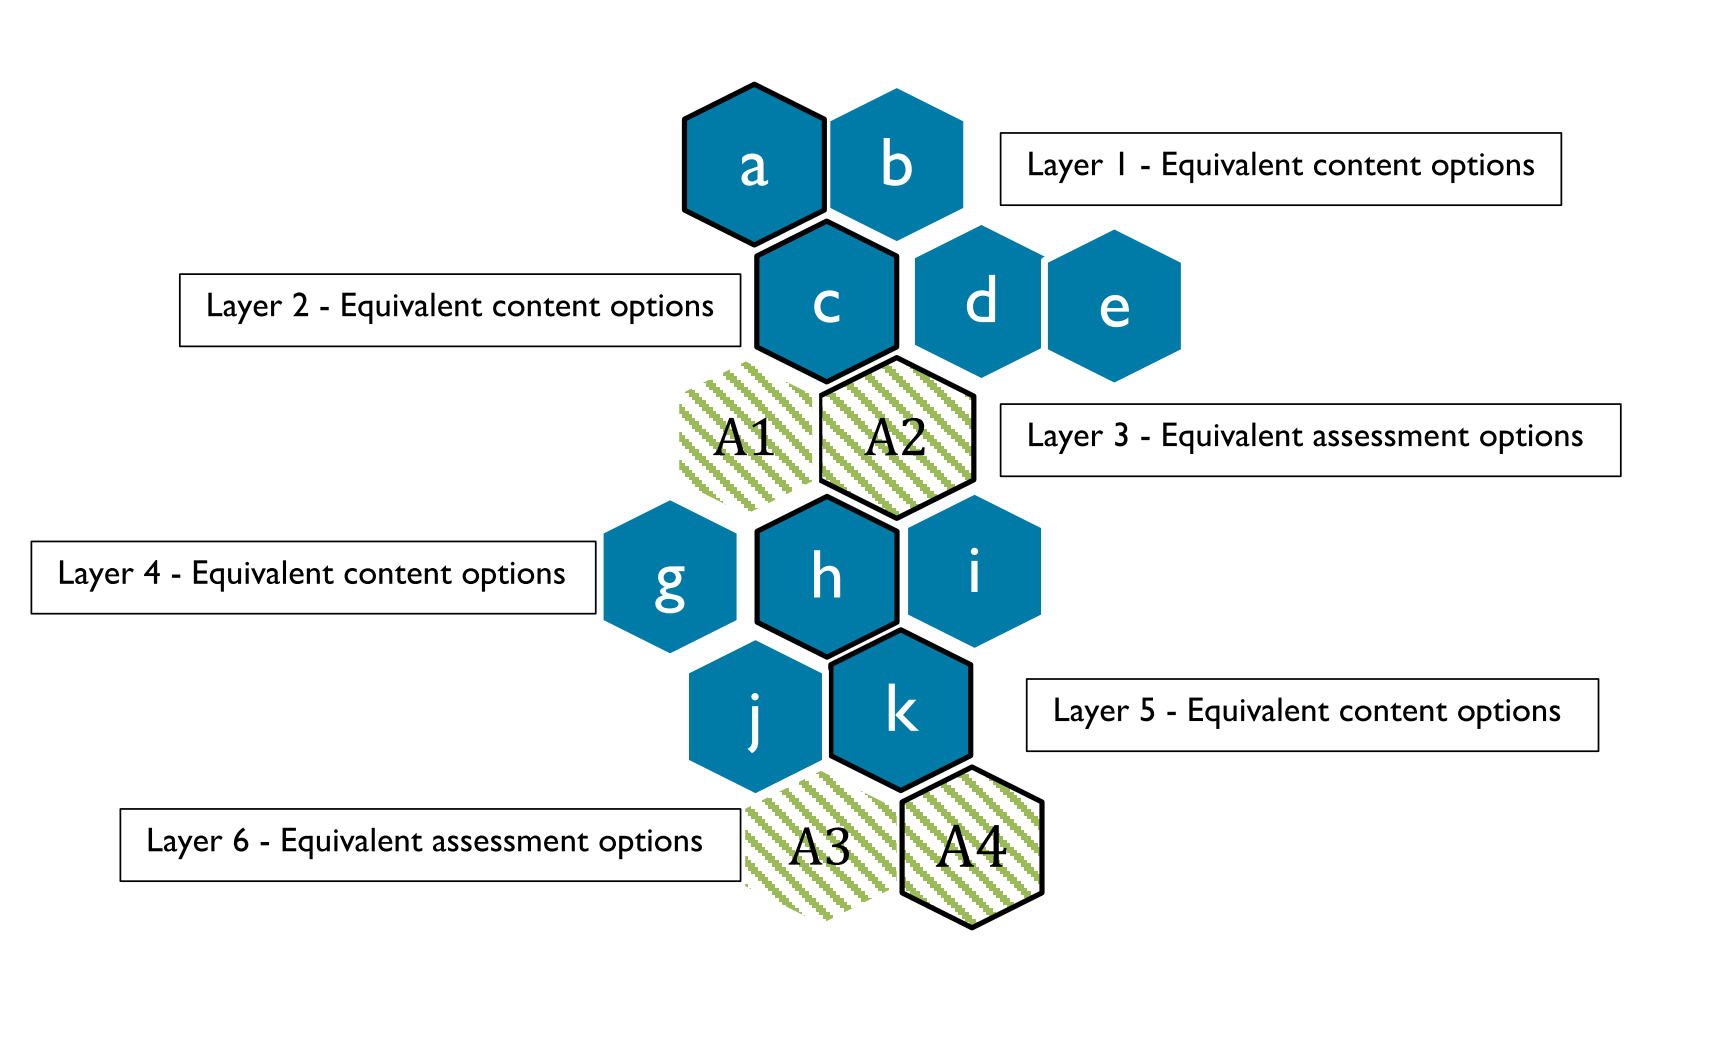 a b
Layer 1 - Equivalent content options
Layer 2 - Equivalent content options
c d e
A1 A2
Layer 3 - Equivalent assessment options
Layer 4 - Equivalent content options
g h i
j k
Layer 5 - Equivalent content options
Layer 6 - Equivalent assessment options
A3 A4